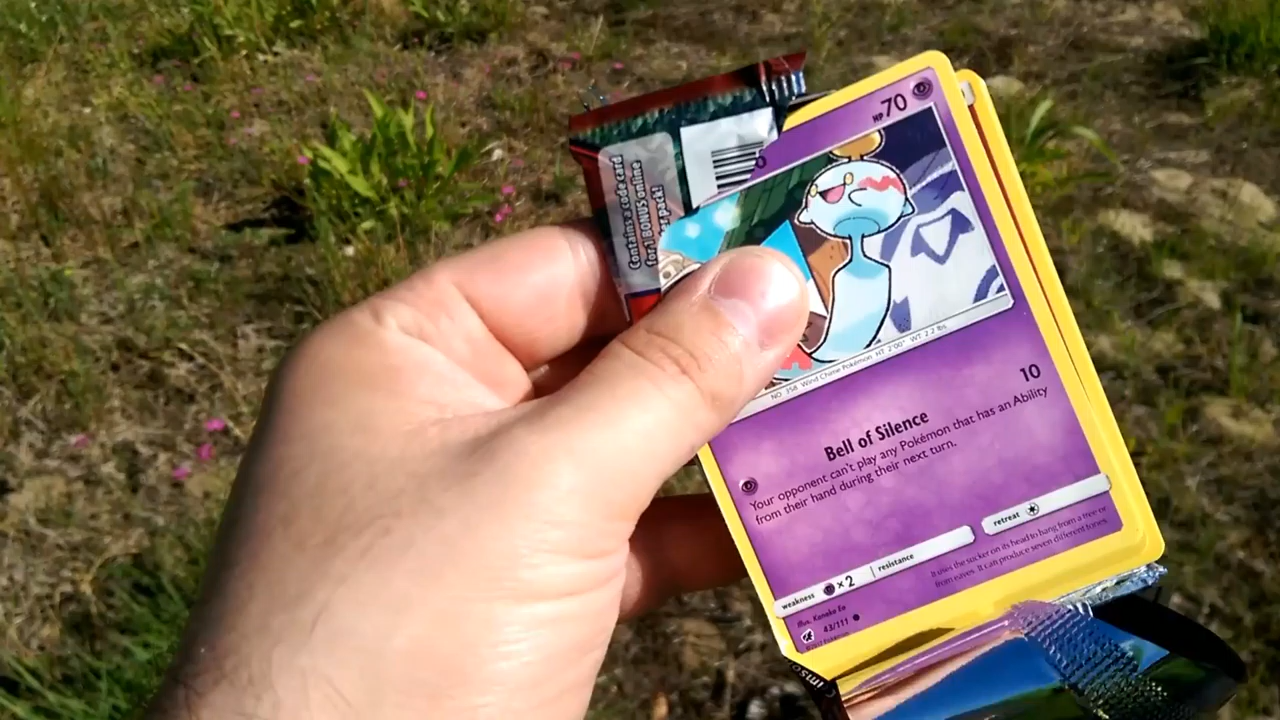 Contains a code card
for 1 BONUS online
er pack!
HP 70
NO. 358 Wind Chime Pokémon HT: 2'00" WT: 2.2 lbs.
Bell of Silence 10
Your opponent can't play any Pokémon that has an Ability
from their hand during their next turn.
weakness ×2 resistance retreat
It uses the sucker on its head to hang from a tree or
from eaves. It can produce seven different tones.
Illus. Kanako Eo
43/111